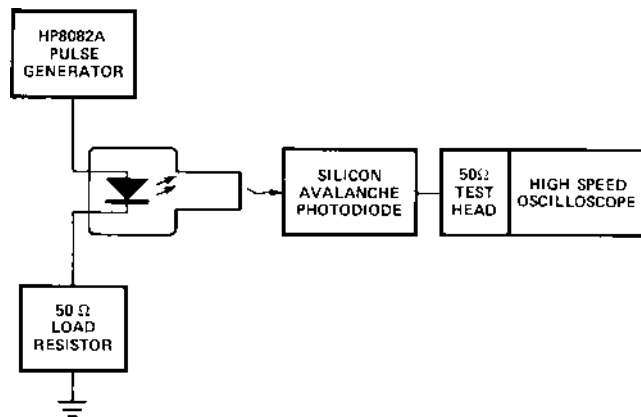 HP8082A
PULSE
GENERATOR
SILICON
AVALANCHE
PHOTODIODE
50Ω
TEST
HEAD
HIGH SPEED
OSCILLOSCOPE
50 Ω
LOAD
RESISTOR